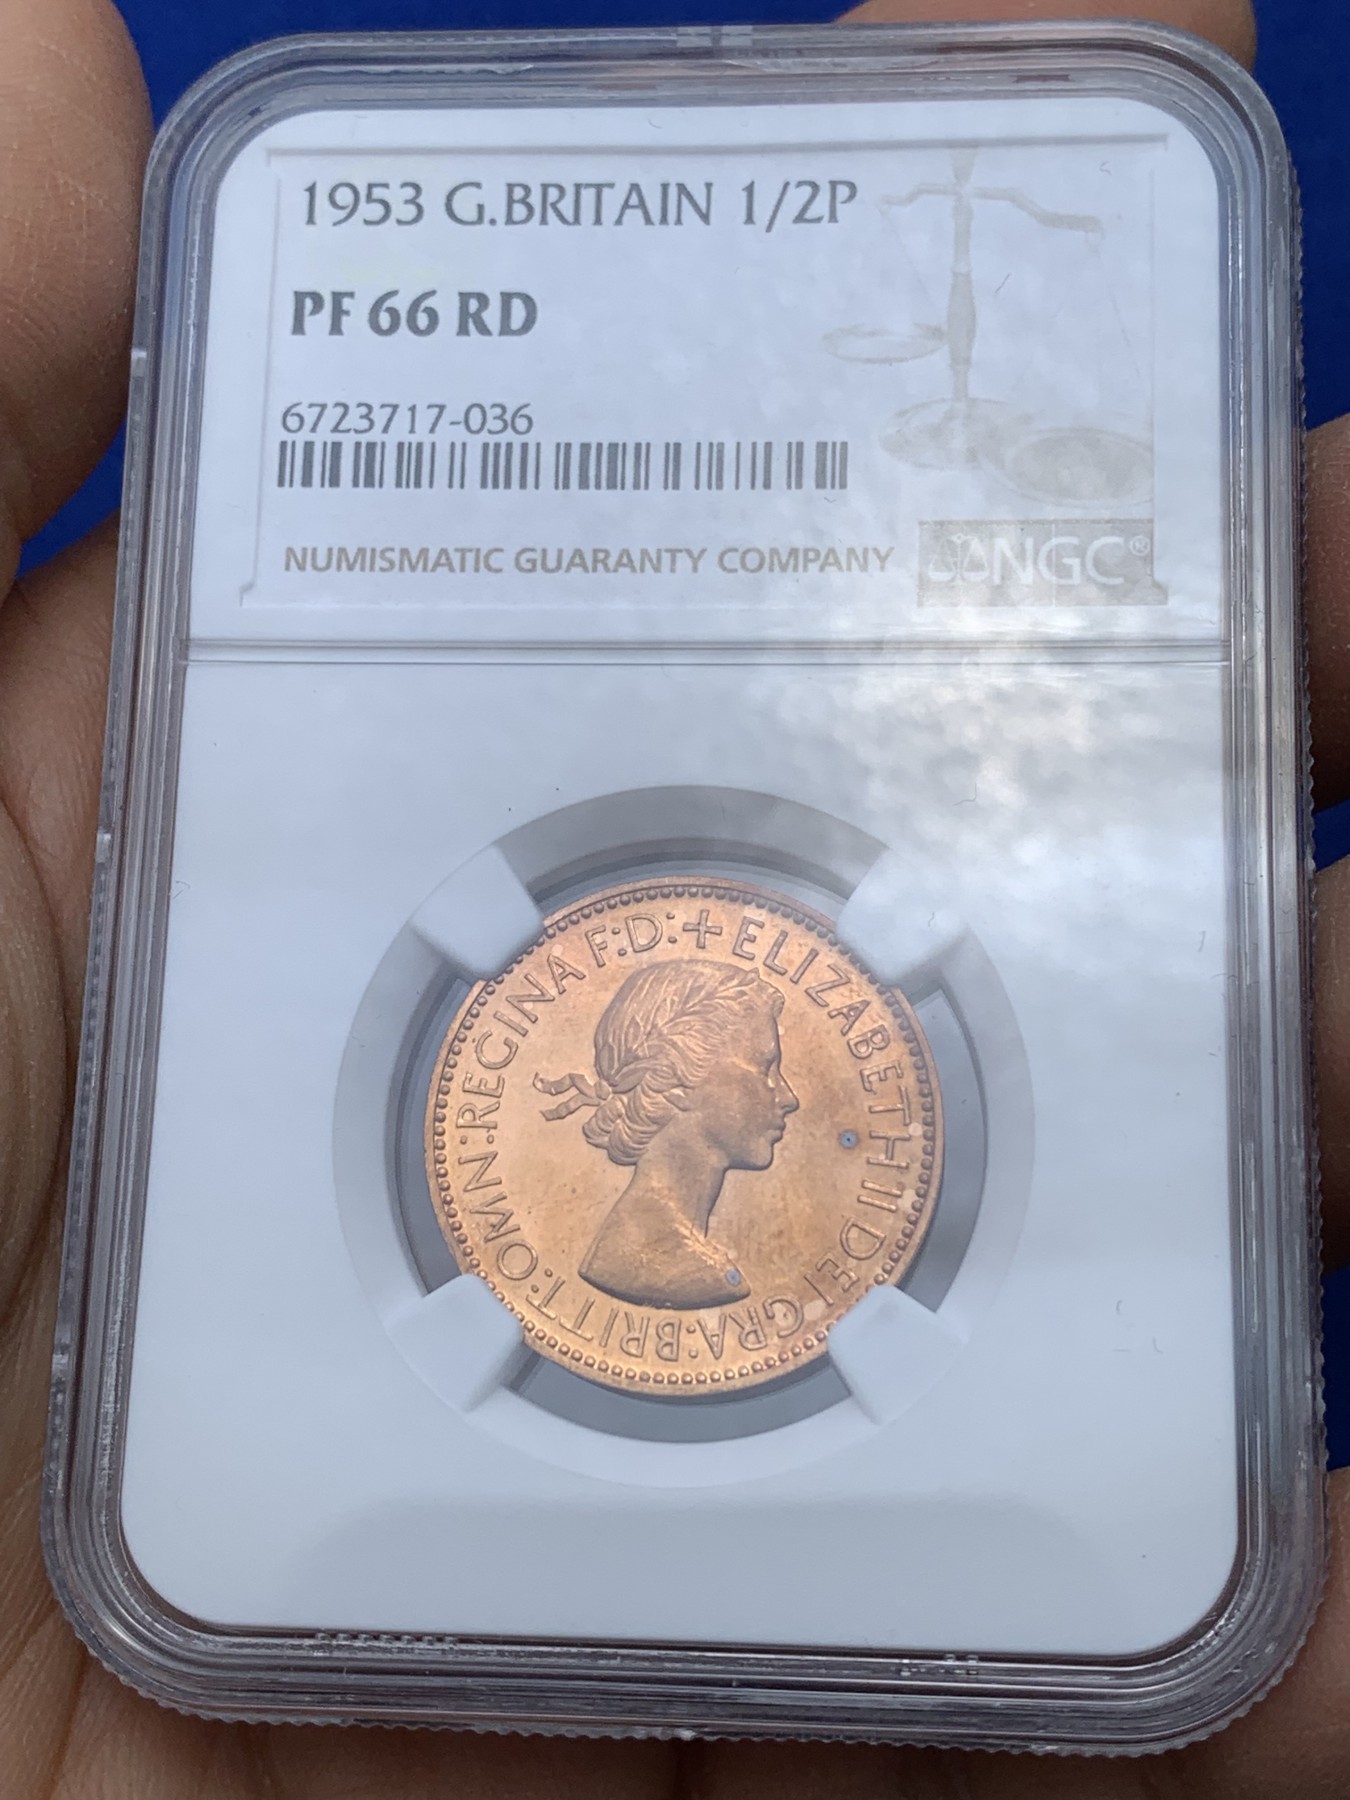 1953 G.BRITAIN 1/2P
PF 66 RD
6723717-036
NUMISMATIC GUARANTY COMPANY
NGC®
+ELIZABETH II DEI GRA:BRITT:OMN:REGINA F:D: